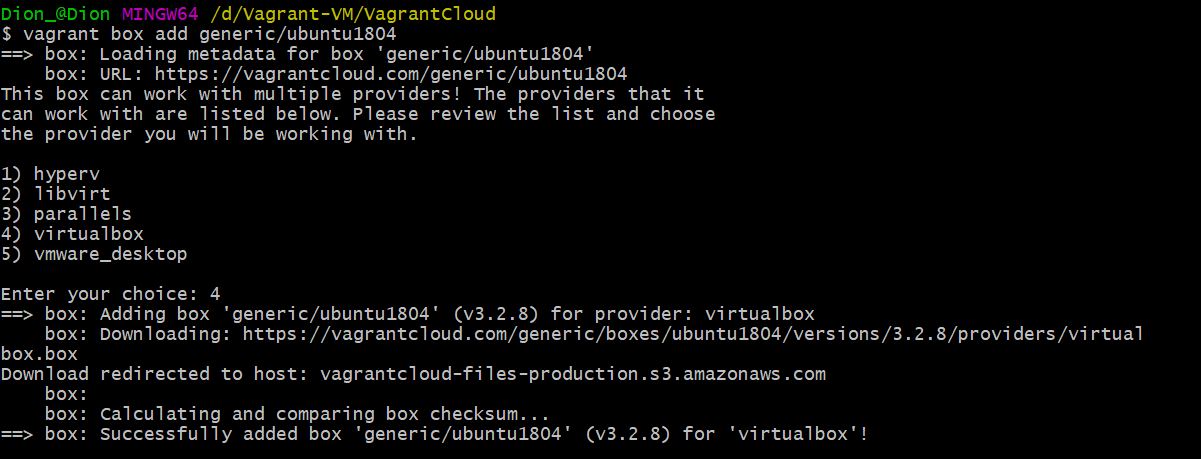 Dion_@Dion MINGW64 /d/Vagrant-VM/VagrantCloud
$ vagrant box add generic/ubuntu1804
==> box: Loading metadata for box 'generic/ubuntu1804'
    box: URL: https://vagrantcloud.com/generic/ubuntu1804
This box can work with multiple providers! The providers that it
can work with are listed below. Please review the list and choose
the provider you will be working with.

1) hyperv
2) libvirt
3) parallels
4) virtualbox
5) vmware_desktop

Enter your choice: 4
==> box: Adding box 'generic/ubuntu1804' (v3.2.8) for provider: virtualbox
    box: Downloading: https://vagrantcloud.com/generic/boxes/ubuntu1804/versions/3.2.8/providers/virtual
box.box
Download redirected to host: vagrantcloud-files-production.s3.amazonaws.com
    box:
    box: Calculating and comparing box checksum...
==> box: Successfully added box 'generic/ubuntu1804' (v3.2.8) for 'virtualbox'!